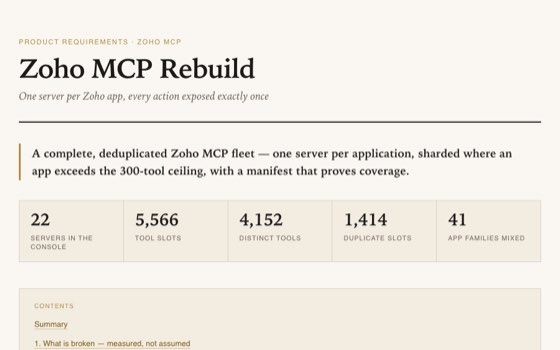 PRODUCT REQUIREMENTS · ZOHO MCP
Zoho MCP Rebuild
One server per Zoho app, every action exposed exactly once
A complete, deduplicated Zoho MCP fleet — one server per application, sharded where an
app exceeds the 300-tool ceiling, with a manifest that proves coverage.
22
SERVERS IN THE
CONSOLE
5,566
TOOL SLOTS
4,152
DISTINCT TOOLS
1,414
DUPLICATE SLOTS
41
APP FAMILIES MIXED
CONTENTS
Summary
1. What is broken — measured, not assumed